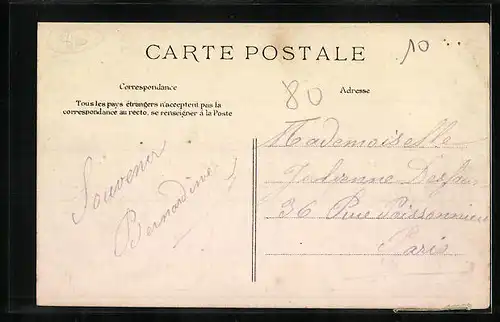 CARTE POSTALE
10
Correspondance
80
Adresse
Tous les pays étrangers n'acceptent pas la
correspondance au recto, se renseigner à la Poste
Souvenir
Bernardine
Mademoiselle
36 Rue Poissonnière
Paris